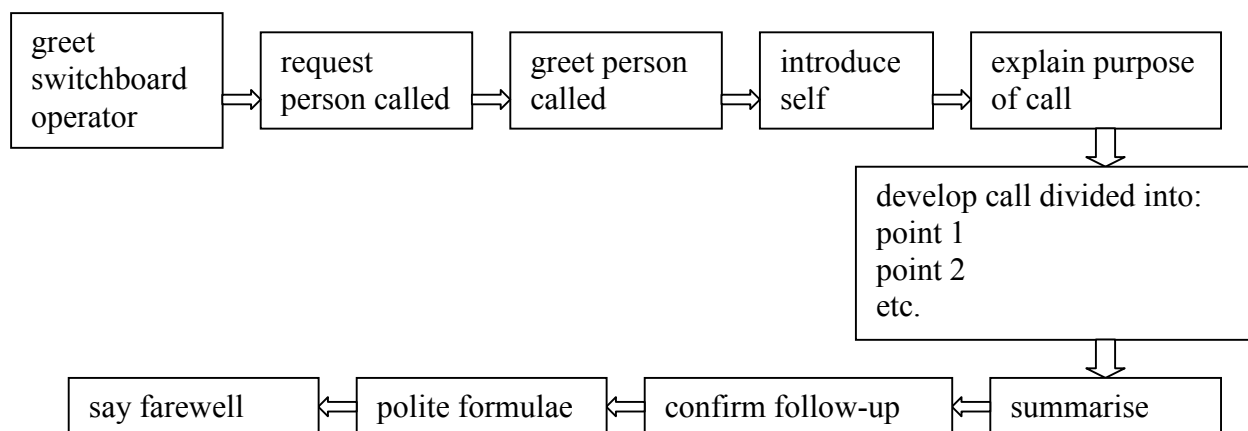 greet
switchboard
operator
request
person called
greet person
called
introduce
self
explain purpose
of call
develop call divided into:
point 1
point 2
etc.
summarise
confirm follow-up
polite formulae
say farewell